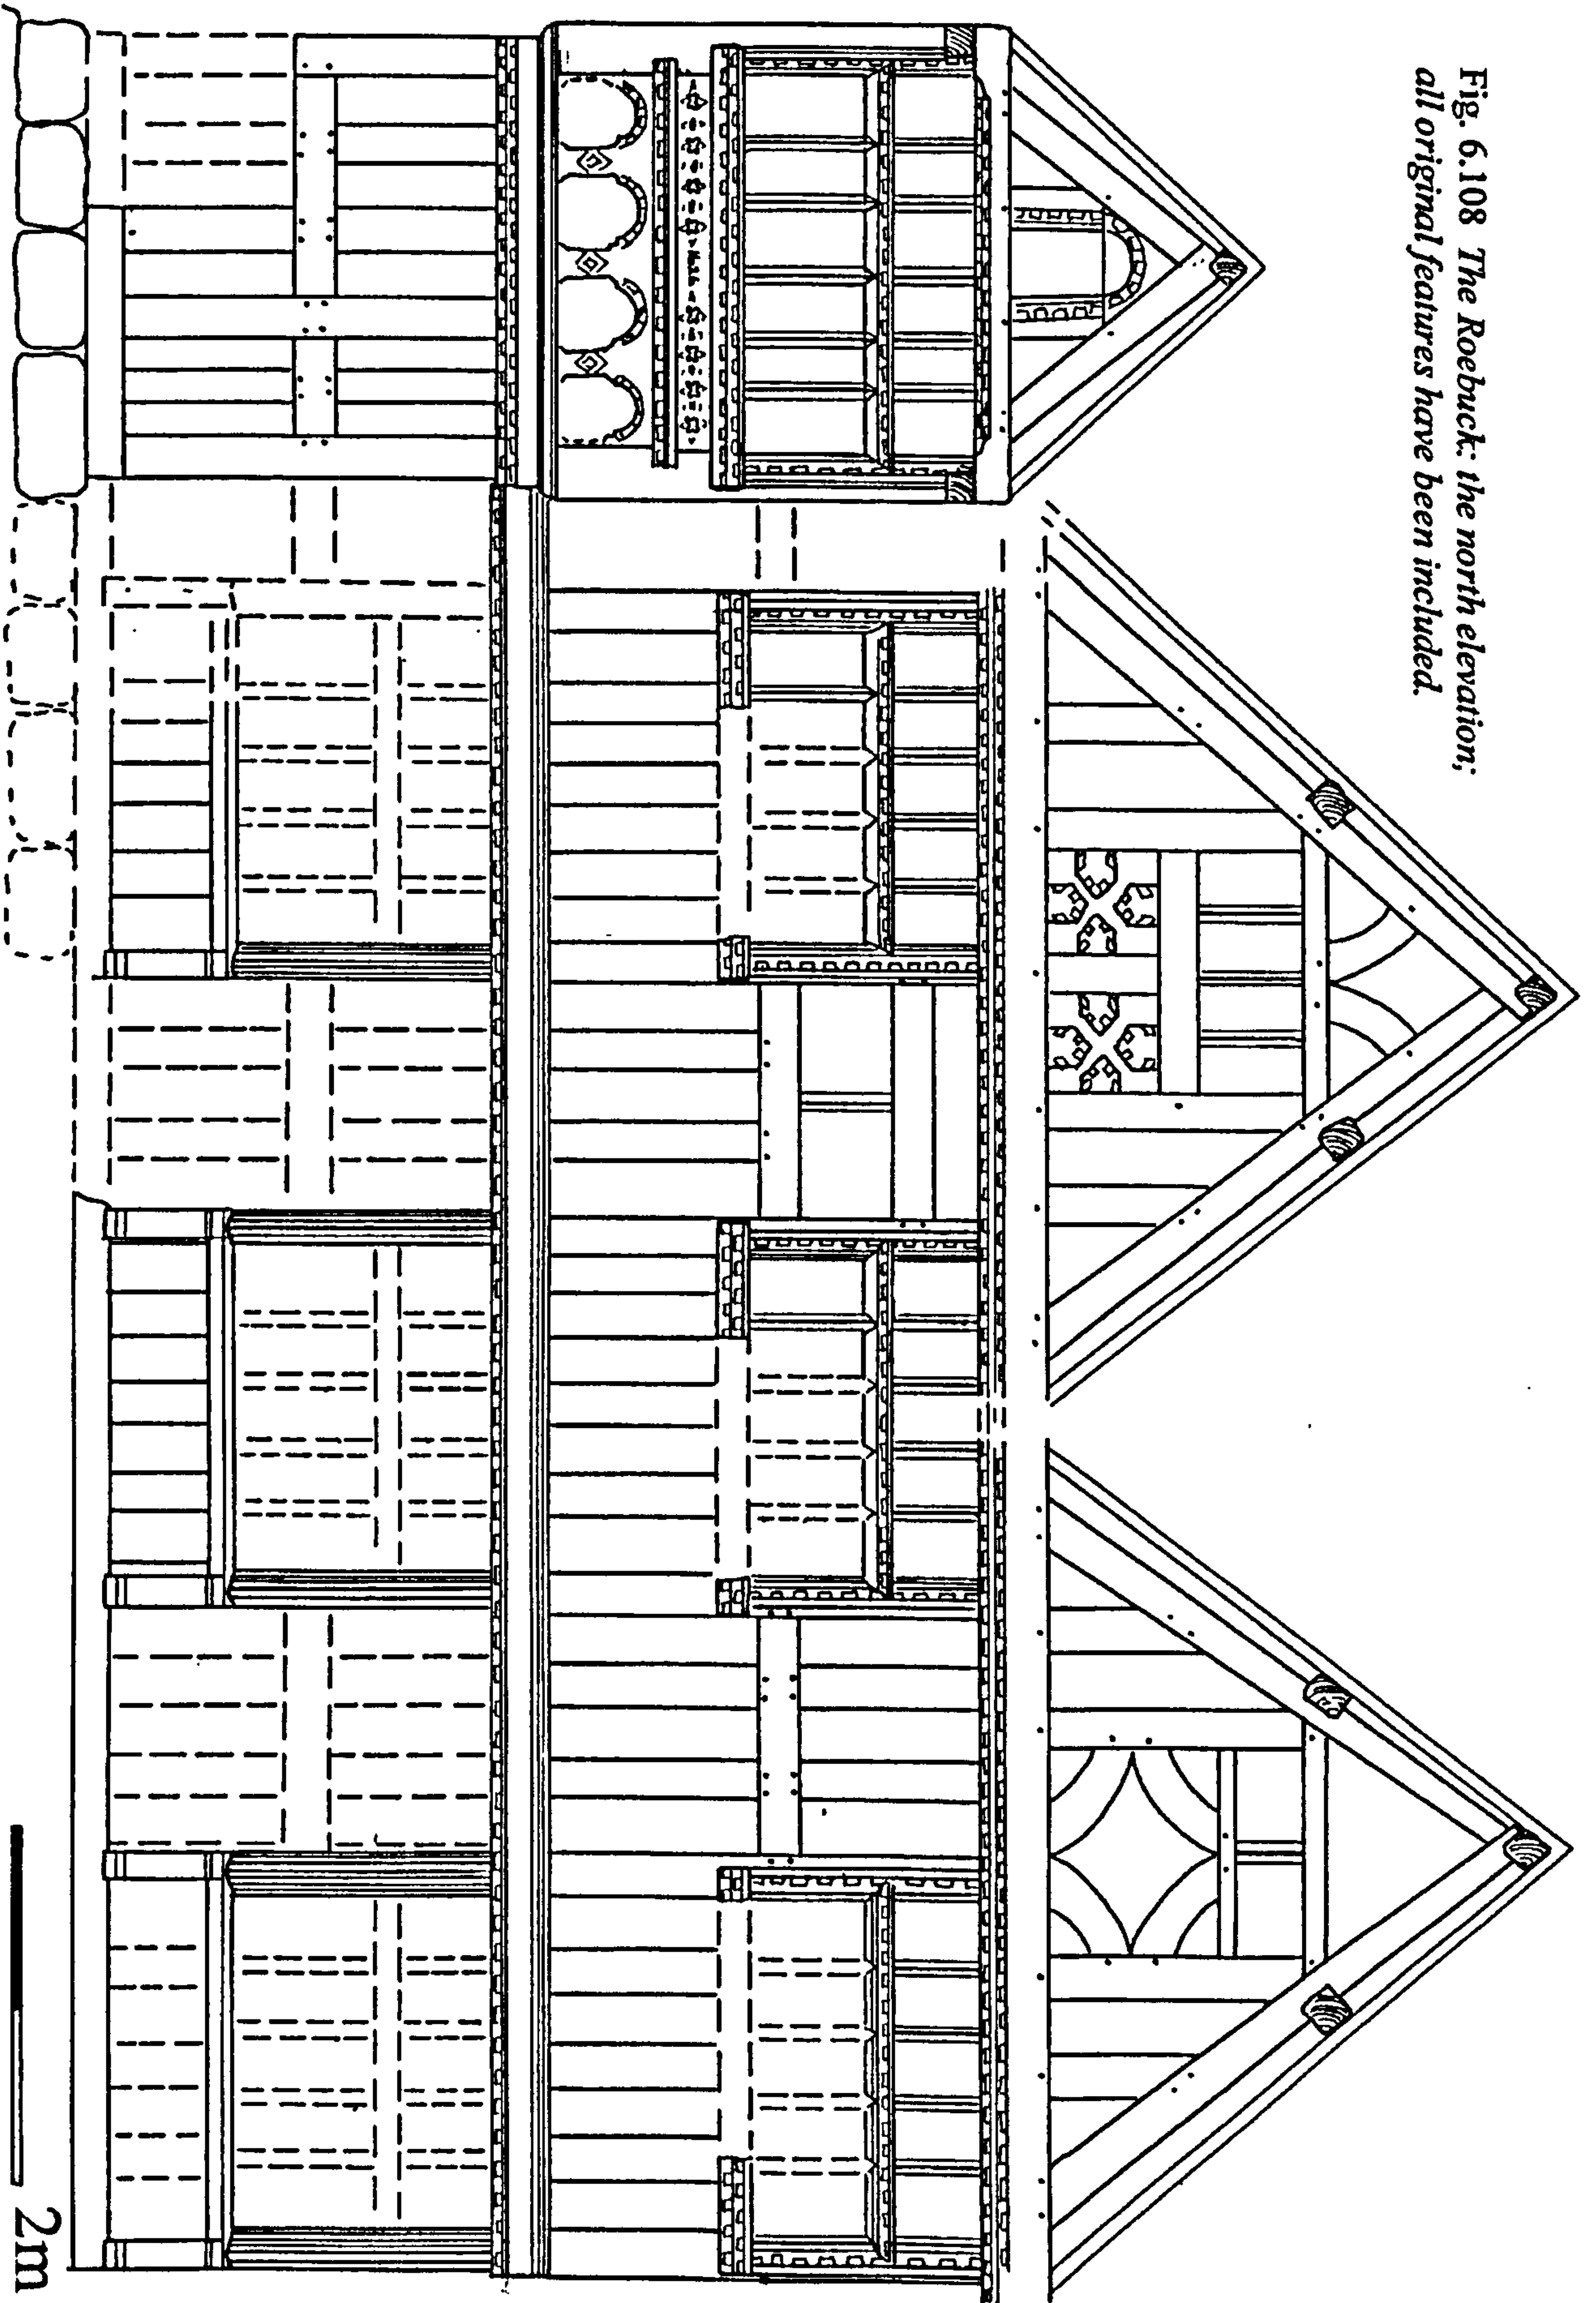 Fig. 6.108 The Roebuck: the north elevation;
all original features have been included.
2m